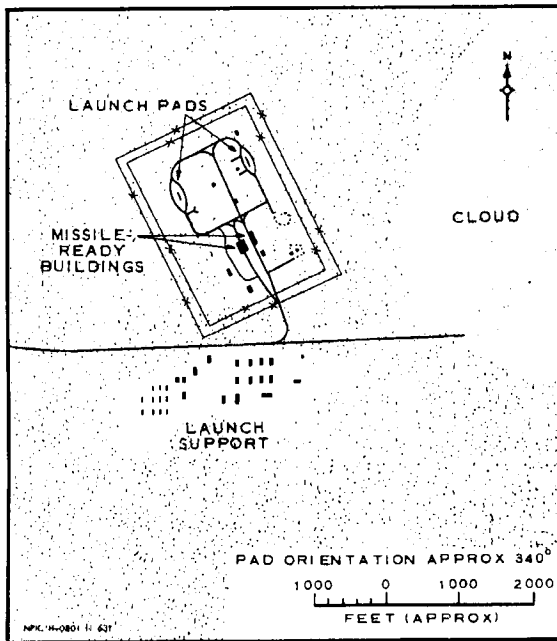 N
LAUNCH PADS
CLOUD
MISSILE-
READY
BUILDINGS
LAUNCH
SUPPORT
PAD ORIENTATION APPROX 340°
1000 0 1000 2000
FEET (APPROX)